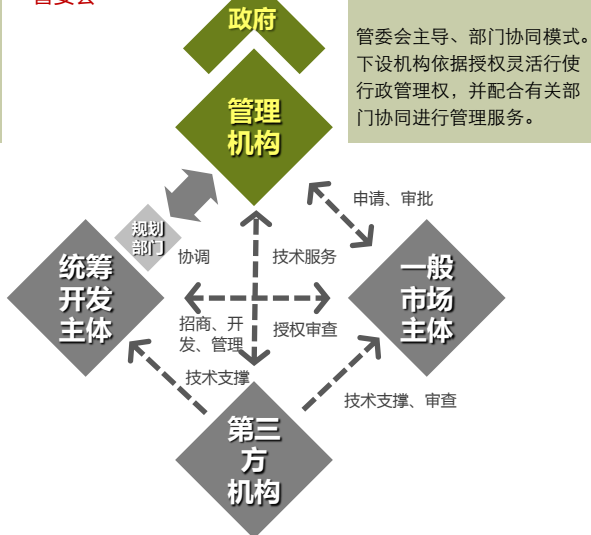 管委会
政府
管委会主导、部门协同模式。
下设机构依据授权灵活行使
行政管理权，并配合有关部
门协同进行管理服务。
管理
机构
申请、审批
规划
部门
协调
技术服务
统筹
开发
主体
一般
市场
主体
招商、开
发、管理
授权审查
技术支撑
技术支撑、审查
第三
方
机构